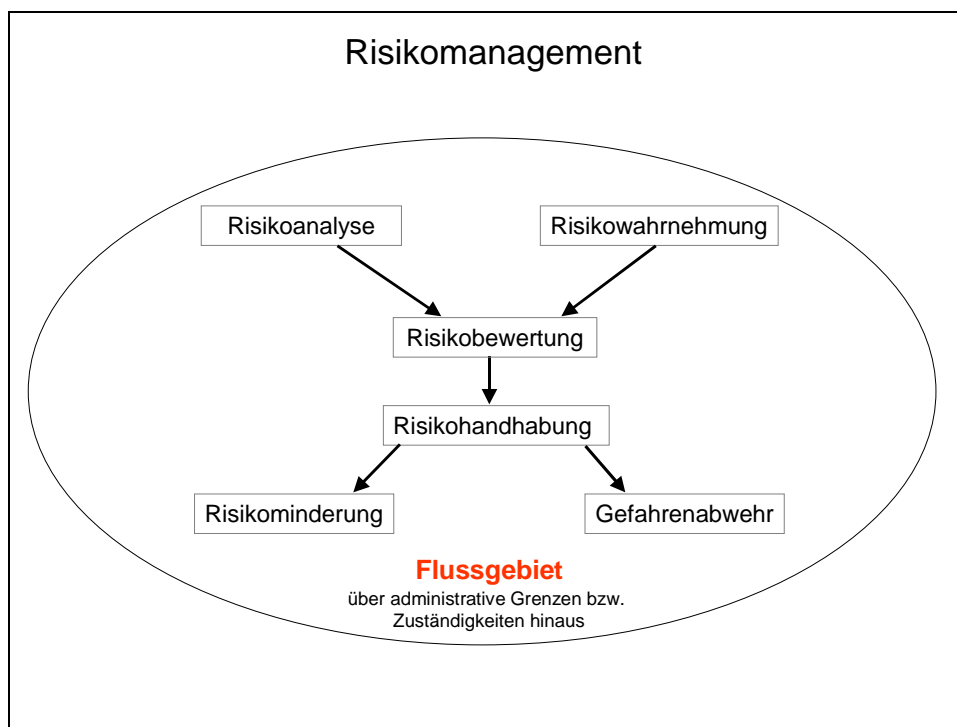 Risikomanagement
Risikoanalyse
Risikowahrnehmung
Risikobewertung
Risikohandhabung
Risikominderung
Gefahrenabwehr
Flussgebiet
über administrative Grenzen bzw.
Zuständigkeiten hinaus